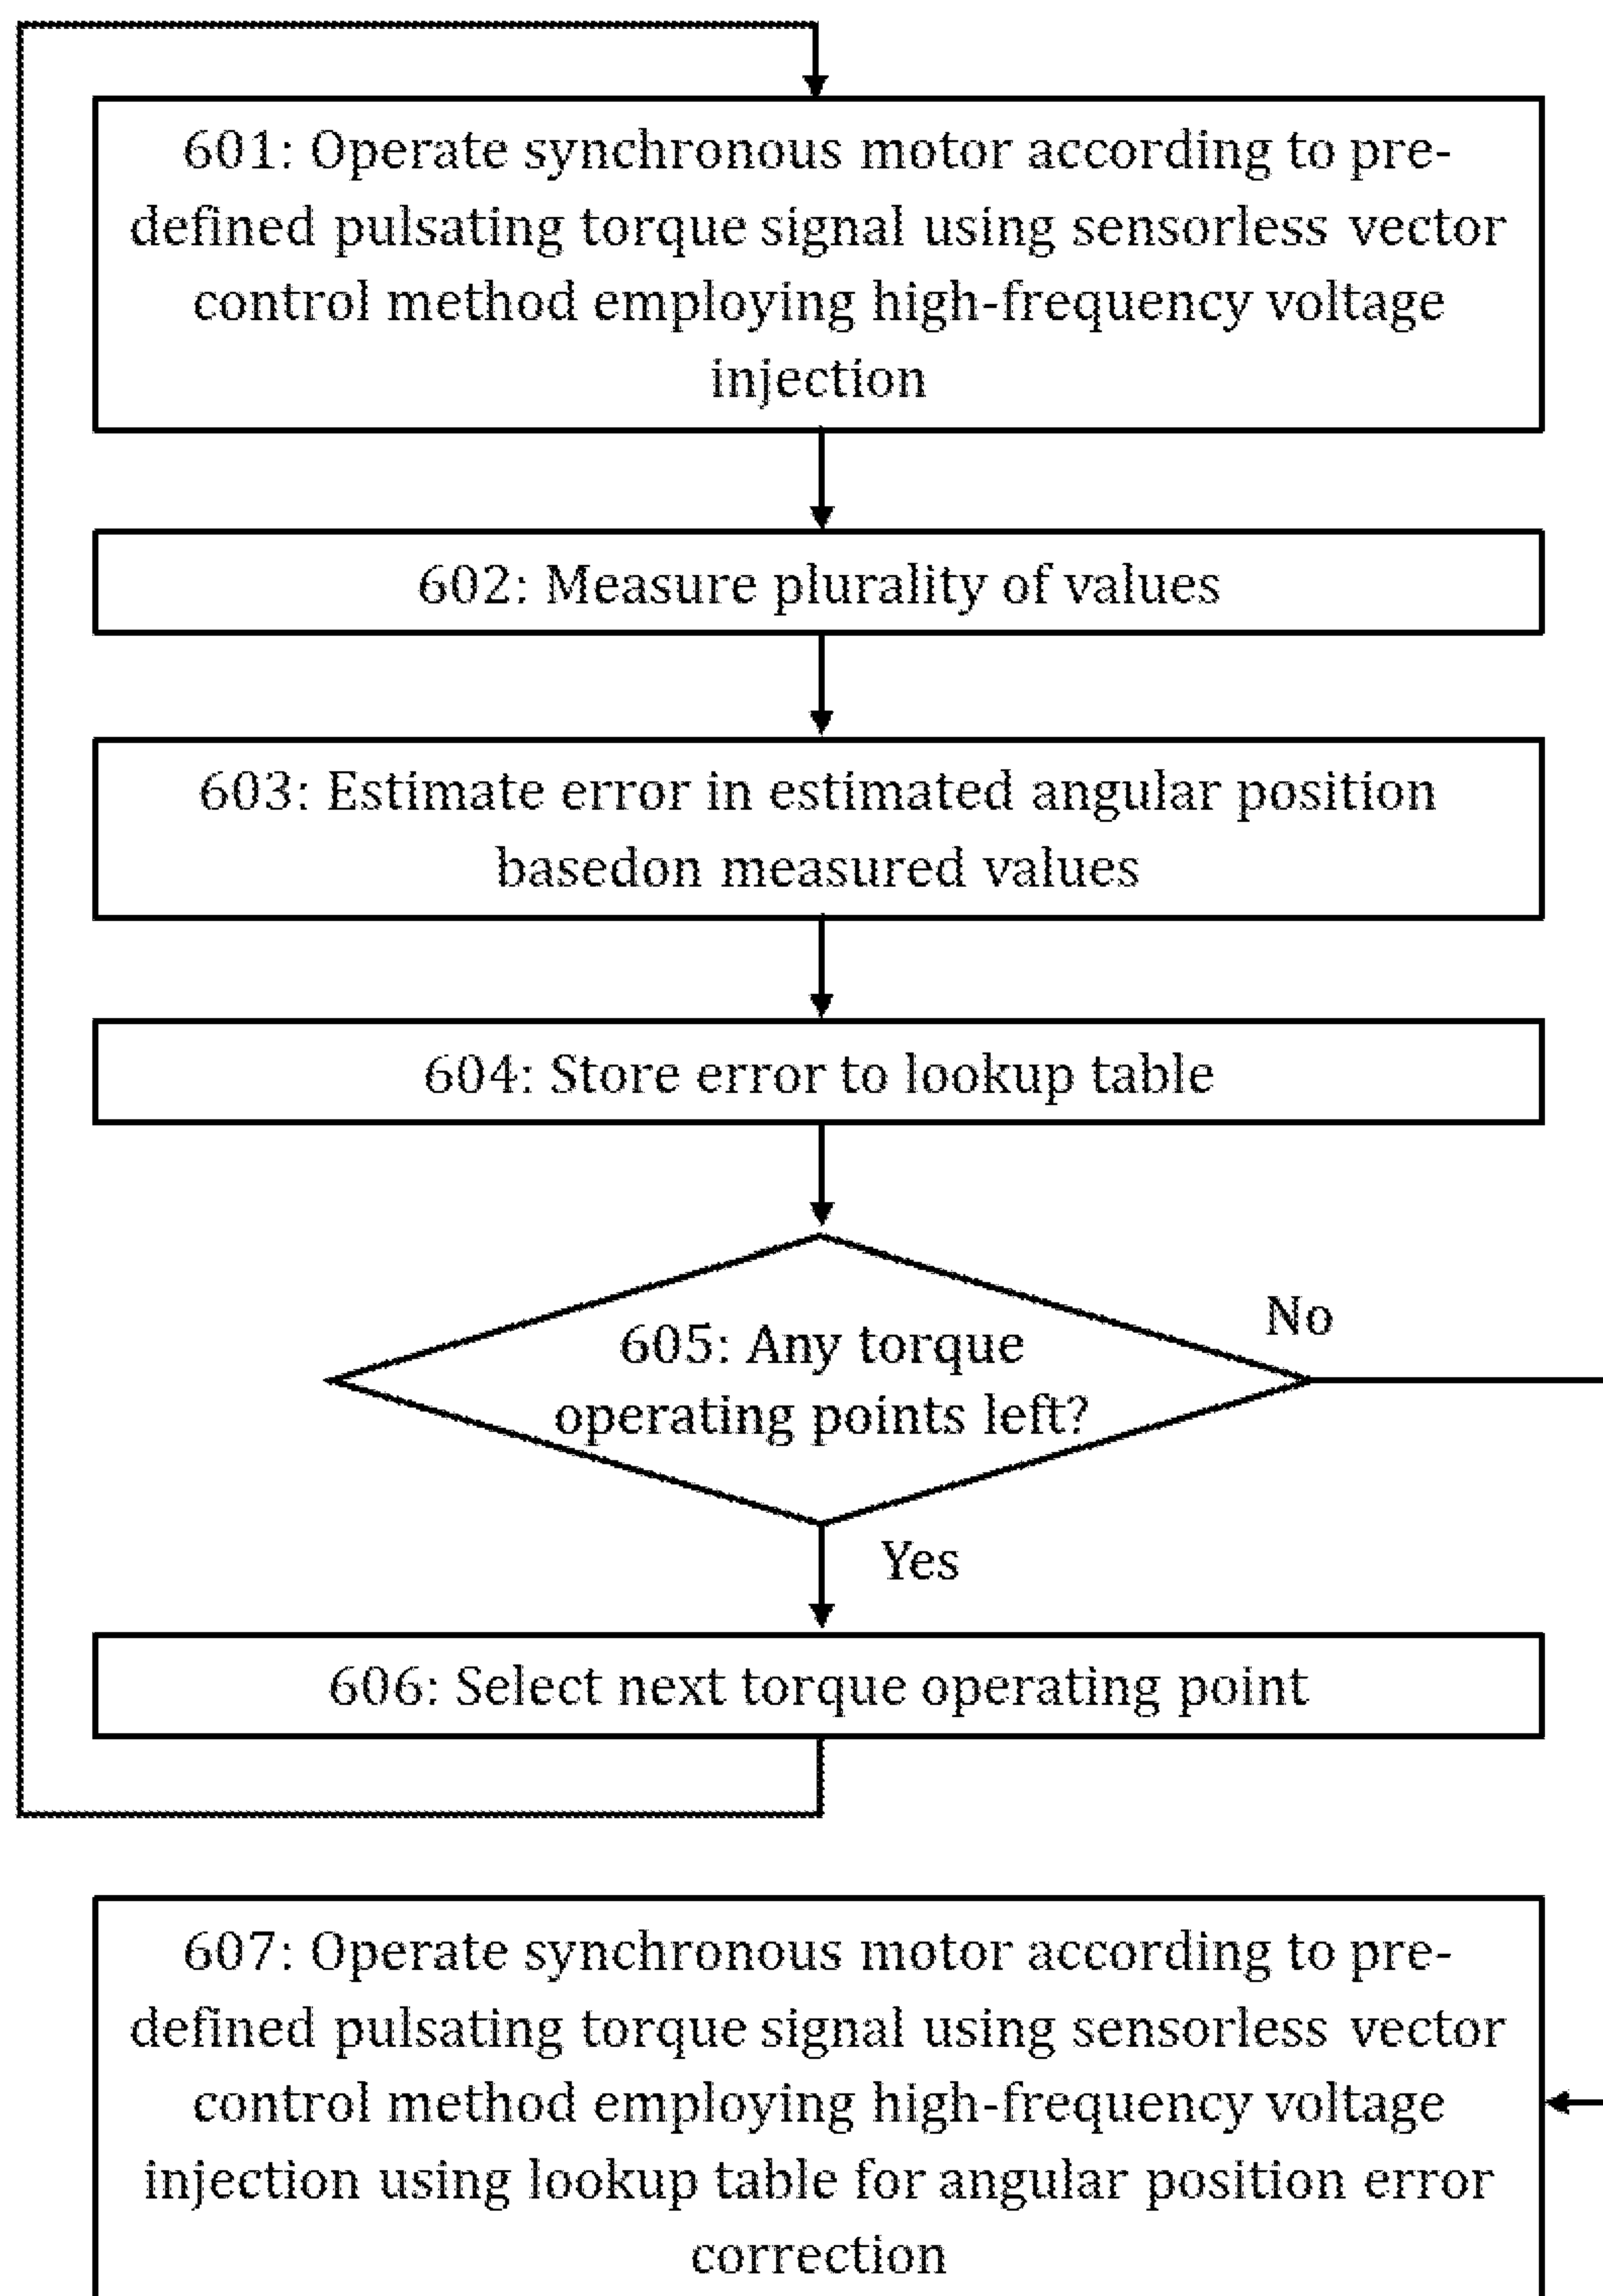 601: Operate synchronous motor according to pre-
defined pulsating torque signal using sensorless vector
control method employing high-frequency voltage
injection
602: Measure plurality of values
603: Estimate error in estimated angular position
basedon measured values
604: Store error to lookup table
605: Any torque
operating points left?
No
Yes
606: Select next torque operating point
607: Operate synchronous motor according to pre-
defined pulsating torque signal using sensorless vector
control method employing high-frequency voltage
injection using lookup table for angular position error
correction